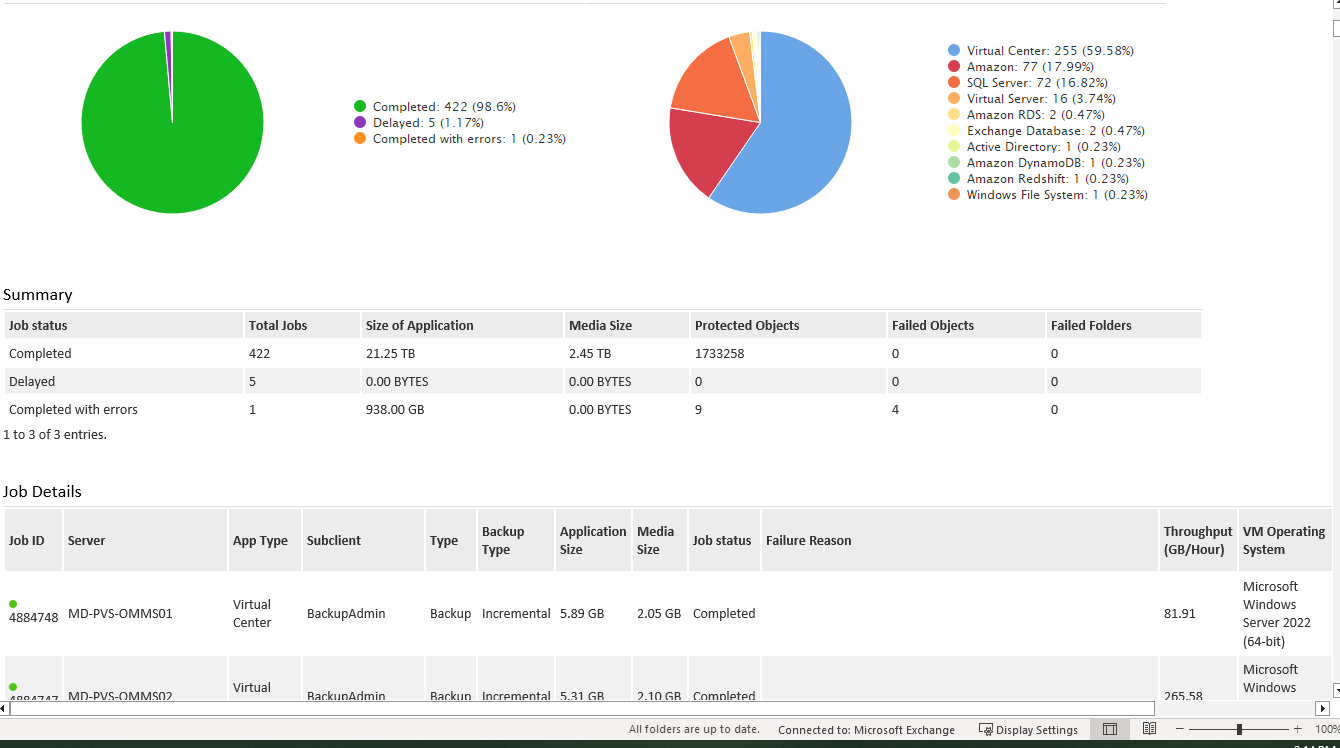 Completed: 422 (98.6%)
Delayed: 5 (1.17%)
Completed with errors: 1 (0.23%)
Virtual Center: 255 (59.58%)
Amazon: 77 (17.99%)
SQL Server: 72 (16.82%)
Virtual Server: 16 (3.74%)
Amazon RDS: 2 (0.47%)
Exchange Database: 2 (0.47%)
Active Directory: 1 (0.23%)
Amazon DynamoDB: 1 (0.23%)
Amazon Redshift: 1 (0.23%)
Windows File System: 1 (0.23%)
Summary
Job status Total Jobs Size of Application Media Size Protected Objects Failed Objects Failed Folders
Completed 422 21.25 TB 2.45 TB 1733258 0 0
Delayed 5 0.00 BYTES 0.00 BYTES 0 0 0
Completed with errors 1 938.00 GB 0.00 BYTES 9 4 0
1 to 3 of 3 entries.
Job Details
Job ID Server App Type Subclient Type Backup Type Application Size Media Size Job status Failure Reason Throughput (GB/Hour) VM Operating System
4884748 MD-PVS-OMMS01 Virtual Center BackupAdmin Backup Incremental 5.89 GB 2.05 GB Completed 81.91 Microsoft Windows Server 2022 (64-bit)
4884747 MD-PVS-OMMS02 Virtual BackupAdmin Backup Incremental 5.31 GB 2.10 GB Completed 265.58 Microsoft Windows
All folders are up to date. Connected to: Microsoft Exchange Display Settings 100%